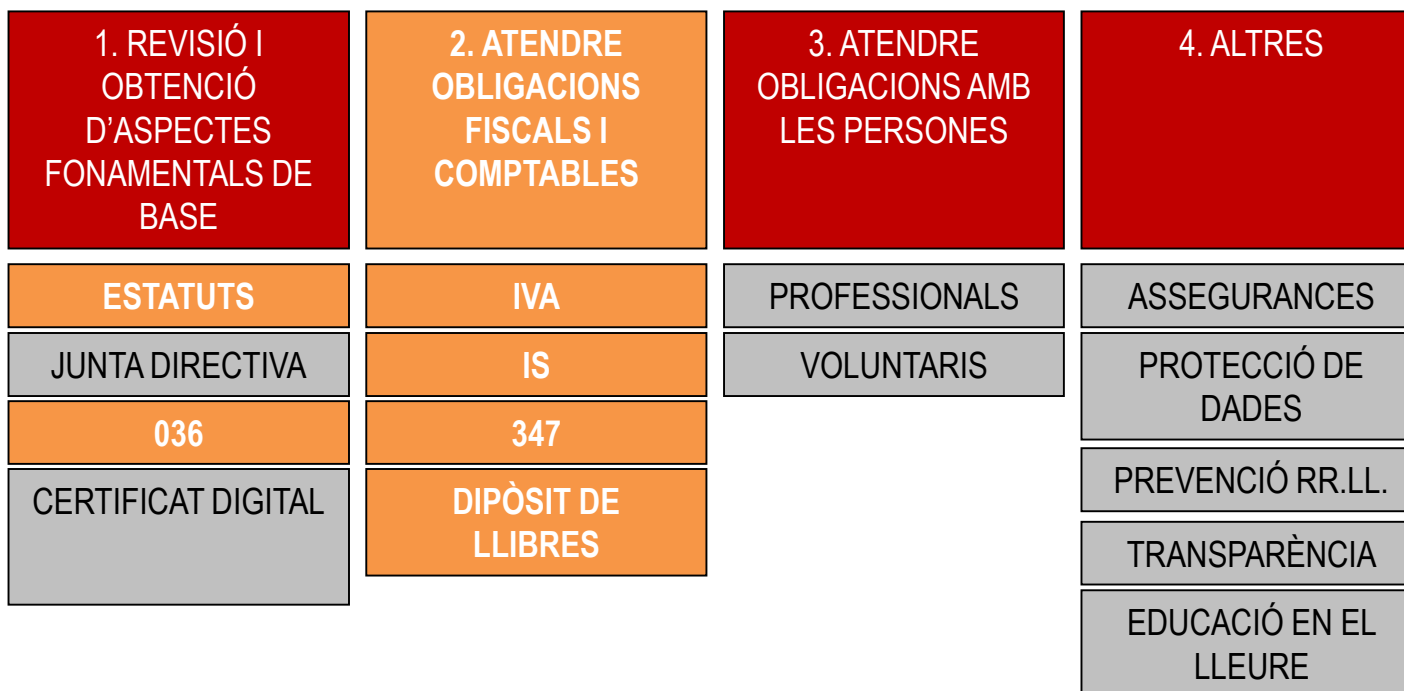 1. REVISIÓ I
OBTENCIÓ
D’ASPECTES
FONAMENTALS DE
BASE
ESTATUTS
JUNTA DIRECTIVA
036
CERTIFICAT DIGITAL
2. ATENDRE
OBLIGACIONS
FISCALS I
COMPTABLES
IVA
IS
347
DIPÒSIT DE
LLIBRES
3. ATENDRE
OBLIGACIONS AMB
LES PERSONES
PROFESSIONALS
VOLUNTARIS
4. ALTRES
ASSEGURANCES
PROTECCIÓ DE
DADES
PREVENCIÓ RR.LL.
TRANSPARÈNCIA
EDUCACIÓ EN EL
LLEURE